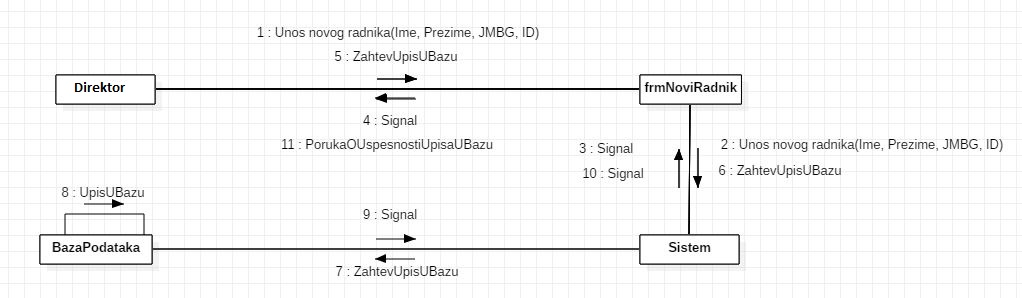 1 : Unos novog radnika(Ime, Prezime, JMBG, ID)
5 : ZahtevUpisUBazu
Direktor
frmNoviRadnik
4 : Signal
11 : PorukaOUspesnostiUpisaUBazu
3 : Signal
2 : Unos novog radnika(Ime, Prezime, JMBG, ID)
10 : Signal
6 : ZahtevUpisUBazu
8 : UpisUBazu
9 : Signal
BazaPodataka
Sistem
7 : ZahtevUpisUBazu